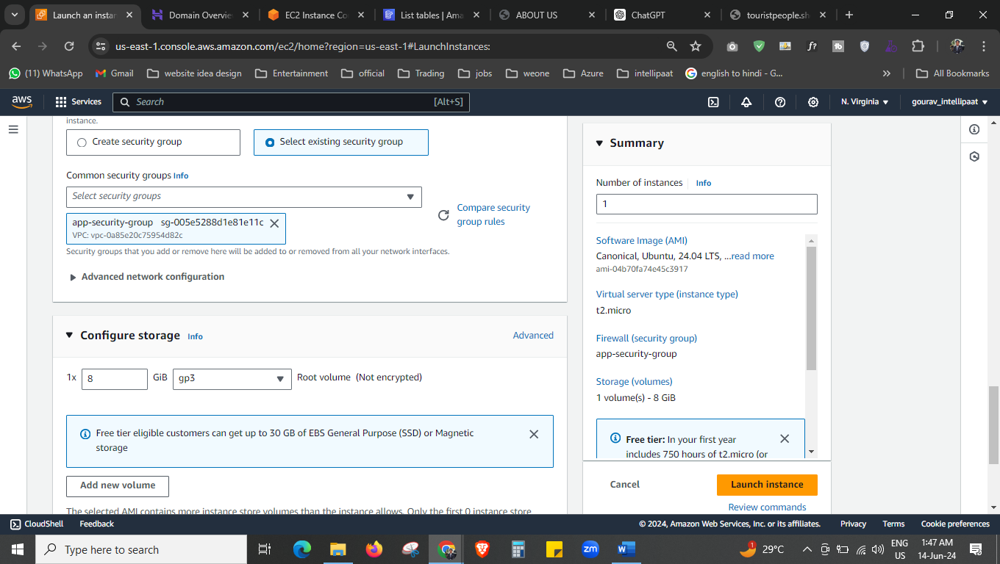 Launch an instan
Domain Overvie
EC2 Instance Co
List tables | Ama
ABOUT US
ChatGPT
touristpeople.sh
us-east-1.console.aws.amazon.com/ec2/home?region=us-east-1#LaunchInstances:
(11) WhatsApp
Gmail
website idea design
Entertainment
official
Trading
jobs
weone
Azure
intellipaat
english to hindi - G...
All Bookmarks
aws
Services
Search
[Alt+S]
N. Virginia
gourav_intellipaat
instance.
Create security group
Select existing security group
Common security groups Info
Select security groups
app-security-group sg-005e5288d1e81e11c
VPC: vpc-0a85e20c75954d82c
Compare security
group rules
Security groups that you add or remove here will be added to or removed from all your network interfaces.
Advanced network configuration
Configure storage Info
Advanced
1x 8 GiB gp3 Root volume (Not encrypted)
Free tier eligible customers can get up to 30 GB of EBS General Purpose (SSD) or Magnetic
storage
Add new volume
The selected AMI contains more instance store volumes than the instance allows. Only the first 0 instance store
Summary
Number of instances Info
1
Software Image (AMI)
Canonical, Ubuntu, 24.04 LTS, ...read more
ami-04b70fa74e45c3917
Virtual server type (instance type)
t2.micro
Firewall (security group)
app-security-group
Storage (volumes)
1 volume(s) - 8 GiB
Free tier: In your first year
includes 750 hours of t2.micro (or
Cancel
Launch instance
Review commands
CloudShell
Feedback
© 2024, Amazon Web Services, Inc. or its affiliates.
Privacy
Terms
Cookie preferences
Type here to search
zm
1
29°C
ENG
US
1:47 AM
14-Jun-24